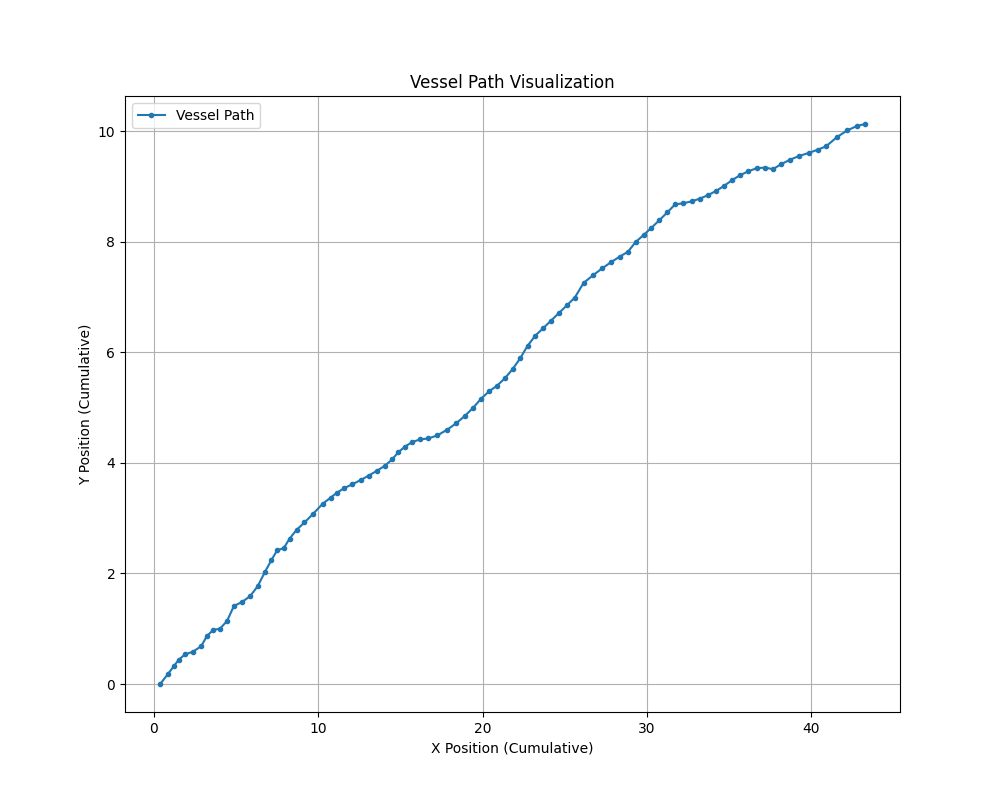 Vessel Path Visualization
Vessel Path
10
8
6
4
2
0
Y Position (Cumulative)
0 10 20 30 40
X Position (Cumulative)